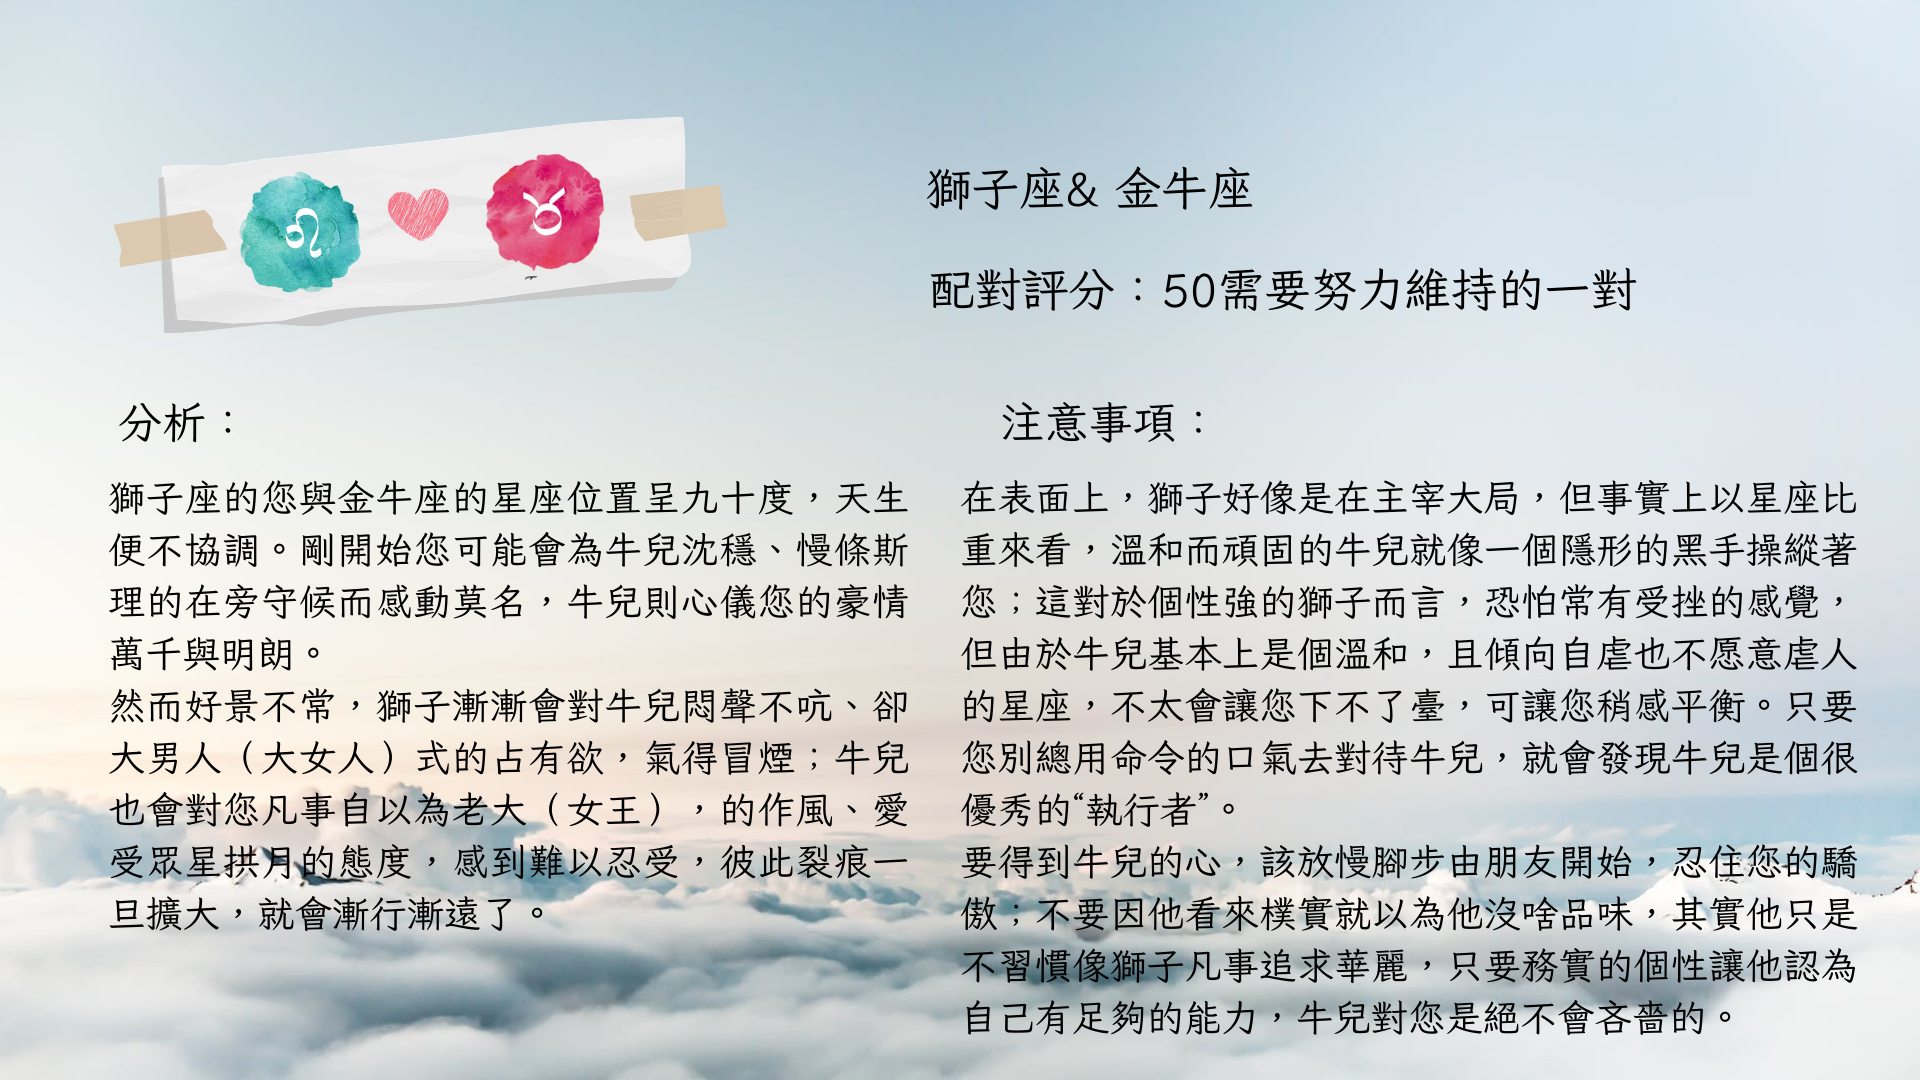 ♌ ♉
獅子座& 金牛座
配對評分：50需要努力維持的一對
分析：
獅子座的您與金牛座的星座位置呈九十度，天生
便不協調。剛開始您可能會為牛兒沈穩、慢條斯
理的在旁守候而感動莫名，牛兒則心儀您的豪情
萬千與明朗。
然而好景不常，獅子漸漸會對牛兒悶聲不吭、卻
大男人（大女人）式的占有欲，氣得冒煙；牛兒
也會對您凡事自以為老大（女王），的作風、愛
受眾星拱月的態度，感到難以忍受，彼此裂痕一
旦擴大，就會漸行漸遠了。
注意事項：
在表面上，獅子好像是在主宰大局，但事實上以星座比
重來看，溫和而頑固的牛兒就像一個隱形的黑手操縱著
您；這對於個性強的獅子而言，恐怕常有受挫的感覺，
但由於牛兒基本上是個溫和，且傾向自虐也不愿意虐人
的星座，不太會讓您下不了臺，可讓您稍感平衡。只要
您別總用命令的口氣去對待牛兒，就會發現牛兒是個很
優秀的“執行者”。
要得到牛兒的心，該放慢腳步由朋友開始，忍住您的驕
傲；不要因他看來樸實就以為他沒啥品味，其實他只是
不習慣像獅子凡事追求華麗，只要務實的個性讓他認為
自己有足夠的能力，牛兒對您是絕不會吝嗇的。